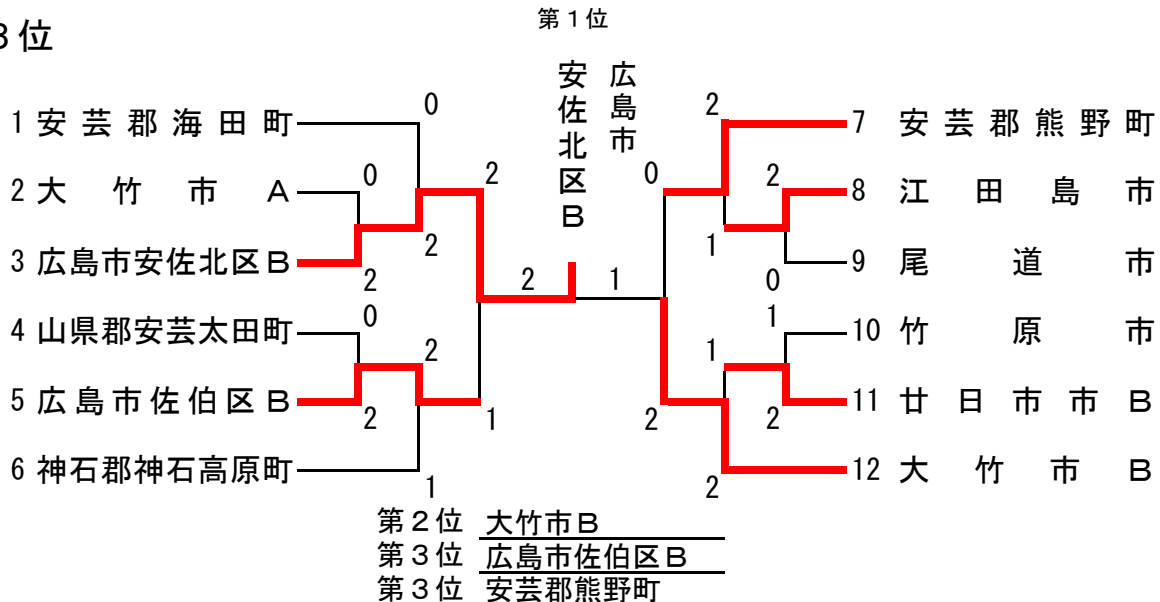 第1位
3位
広島市
安佐北区B
1 安芸郡海田町
2 大竹市A
3 広島市安佐北区B
4 山県郡安芸太田町
5 広島市佐伯区B
6 神石郡神石高原町
0
0
2
2
2
0
2
2
1
1
2
1
2
0
2
1
0
1
1
2
2
2
7 安芸郡熊野町
8 江田島市
9 尾道市
10 竹原市
11 廿日市市B
12 大竹市B
第2位 大竹市B
第3位 広島市佐伯区B
第3位 安芸郡熊野町